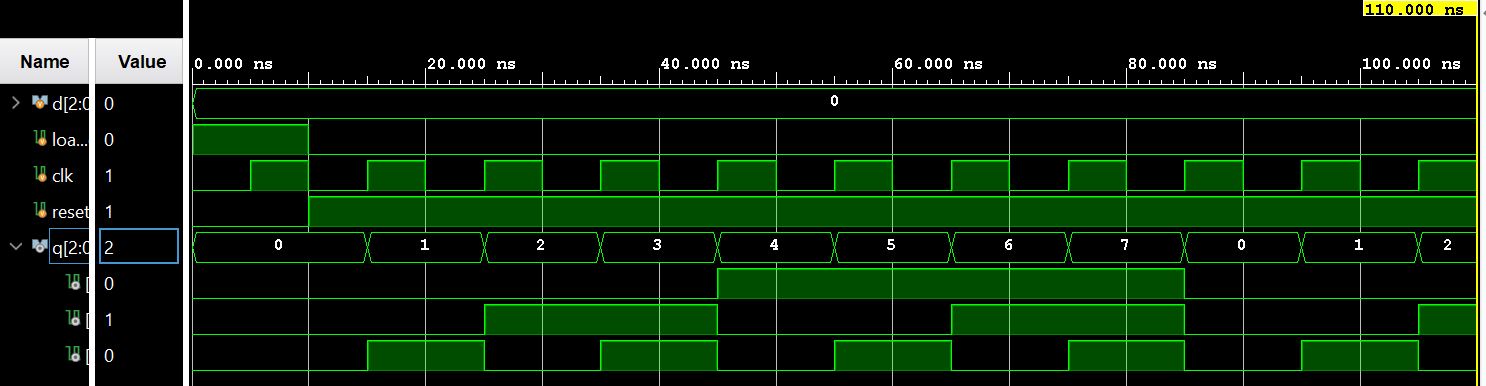 110.000 ns
Name Value 0.000 ns 20.000 ns 40.000 ns 60.000 ns 80.000 ns 100.000 ns
d[2:0 0 0
loa... 0
clk 1
reset 1
q[2:0 2 0 1 2 3 4 5 6 7 0 1 2
[ 0
[ 1
[ 0